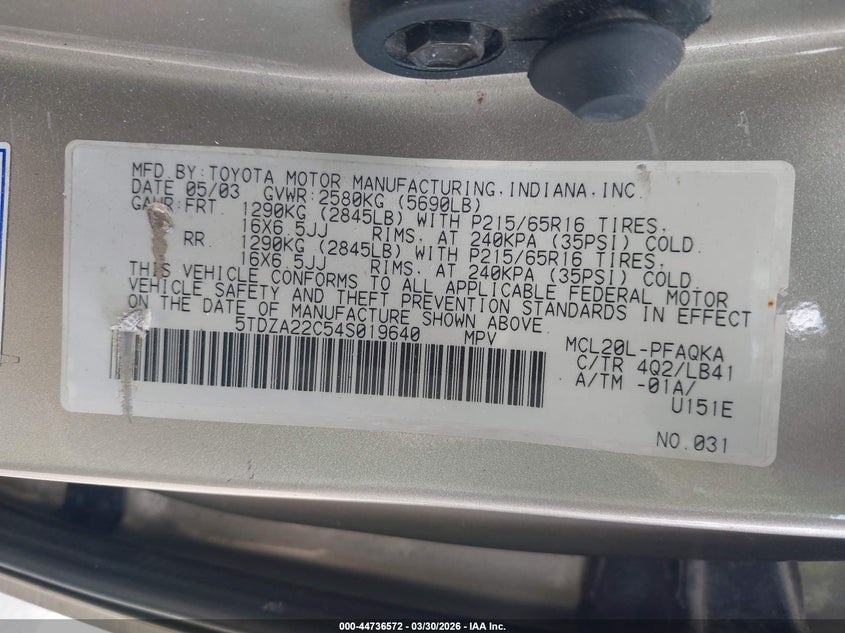 MFD.BY:TOYOTA MOTOR MANUFACTURING,INDIANA,INC.
DATE 05/03 GVWR:2580KG (5690LB)
GAWR:FRT 1290KG (2845LB) WITH P215/65R16 TIRES,
16X6.5JJ RIMS, AT 240KPA (35PSI) COLD.
RR 1290KG (2845LB) WITH P215/65R16 TIRES,
16X6.5JJ RIMS, AT 240KPA (35PSI) COLD.
THIS VEHICLE CONFORMS TO ALL APPLICABLE FEDERAL MOTOR
VEHICLE SAFETY AND THEFT PREVENTION STANDARDS IN EFFECT
ON THE DATE OF MANUFACTURE SHOWN ABOVE.
5TDZA22C54S019640 MPV
MCL20L-PFAQKA
C/TR 4Q2/LB41
A/TM -01A/
U151E
NO.031
000-44736572 — 03/30/2026 — IAA Inc.